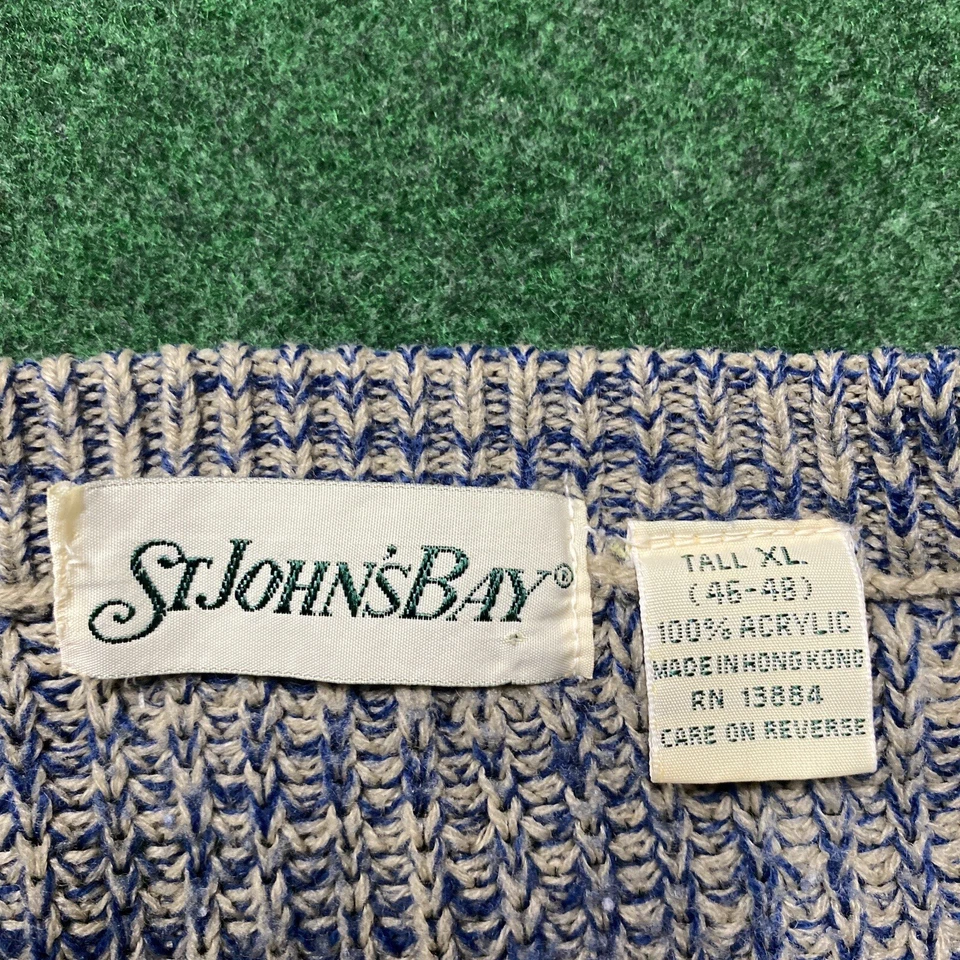 ST JOHN'S BAY®
TALL XL.
(46-48)
100% ACRYLIC
MADE IN HONG KONG
RN 13884
CARE ON REVERSE